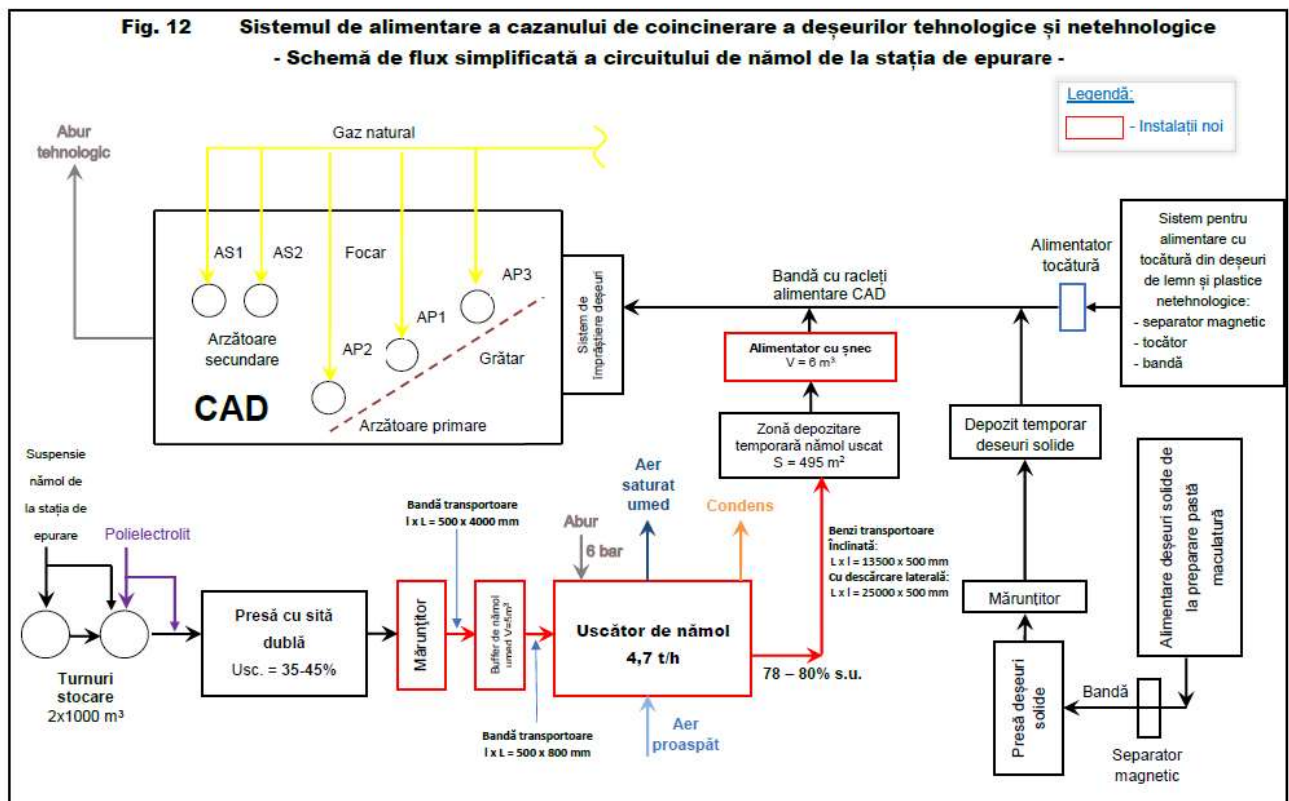 Fig. 12 Sistemul de alimentare a cazanului de coincinerare a deșeurilor tehnologice și netehnologice
- Schemă de flux simplificată a circuitului de nămol de la stația de epurare -
Legendă:
- Instalații noi
Abur
tehnologic
Gaz natural
AS1
AS2
Focar
AP3
AP1
AP2
Arzătoare
secundare
Grătar
CAD
Arzătoare primare
Sistem de
împrăștiere deșeuri
Bandă cu racleți
alimentare CAD
Alimentator
tocătură
Sistem pentru
alimentare cu
tocătură din deșeuri
de lemn și plastice
netehnologice:
- separator magnetic
- tocător
- bandă
Alimentator cu șnec
V = 6 m³
Zonă depozitare
temporară nămol uscat
S = 495 m²
Depozit temporar
deseuri solide
Alimentare deșeuri solide de
la preparare pastă
maculatură
Suspensie
nămol de
la stația de
epurare
Polielectrolit
Bandă transportoare
l x L = 500 x 4000 mm
Abur
6 bar
Aer
saturat
umed
Condens
Benzi transportoare
Înclinată:
L x l = 13500 x 500 mm
Cu descărcare laterală:
L x l = 25000 x 500 mm
Mărunțitor
Presă cu sită
dublă
Usc. = 35-45%
Mărunțitor
Buffer de nămol
umed V=5m³
Uscător de nămol
4,7 t/h
78 – 80% s.u.
Turnuri
stocare
2x1000 m³
Bandă transportoare
l x L = 500 x 800 mm
Aer
proaspăt
Presă deșeuri
solide
Bandă
Separator
magnetic